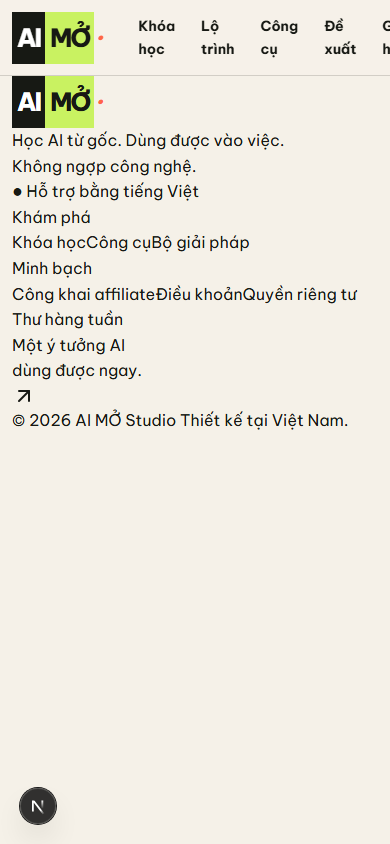 AI MỞ
Khóa học
Lộ trình
Công cụ
Đề xuất
AI MỞ
Học AI từ gốc. Dùng được vào việc.
Không ngợp công nghệ.
● Hỗ trợ bằng tiếng Việt
Khám phá
Khóa họcCông cụBộ giải pháp
Minh bạch
Công khai affiliateĐiều khoảnQuyền riêng tư
Thư hàng tuần
Một ý tưởng AI
dùng được ngay.
© 2026 AI MỞ Studio Thiết kế tại Việt Nam.
N